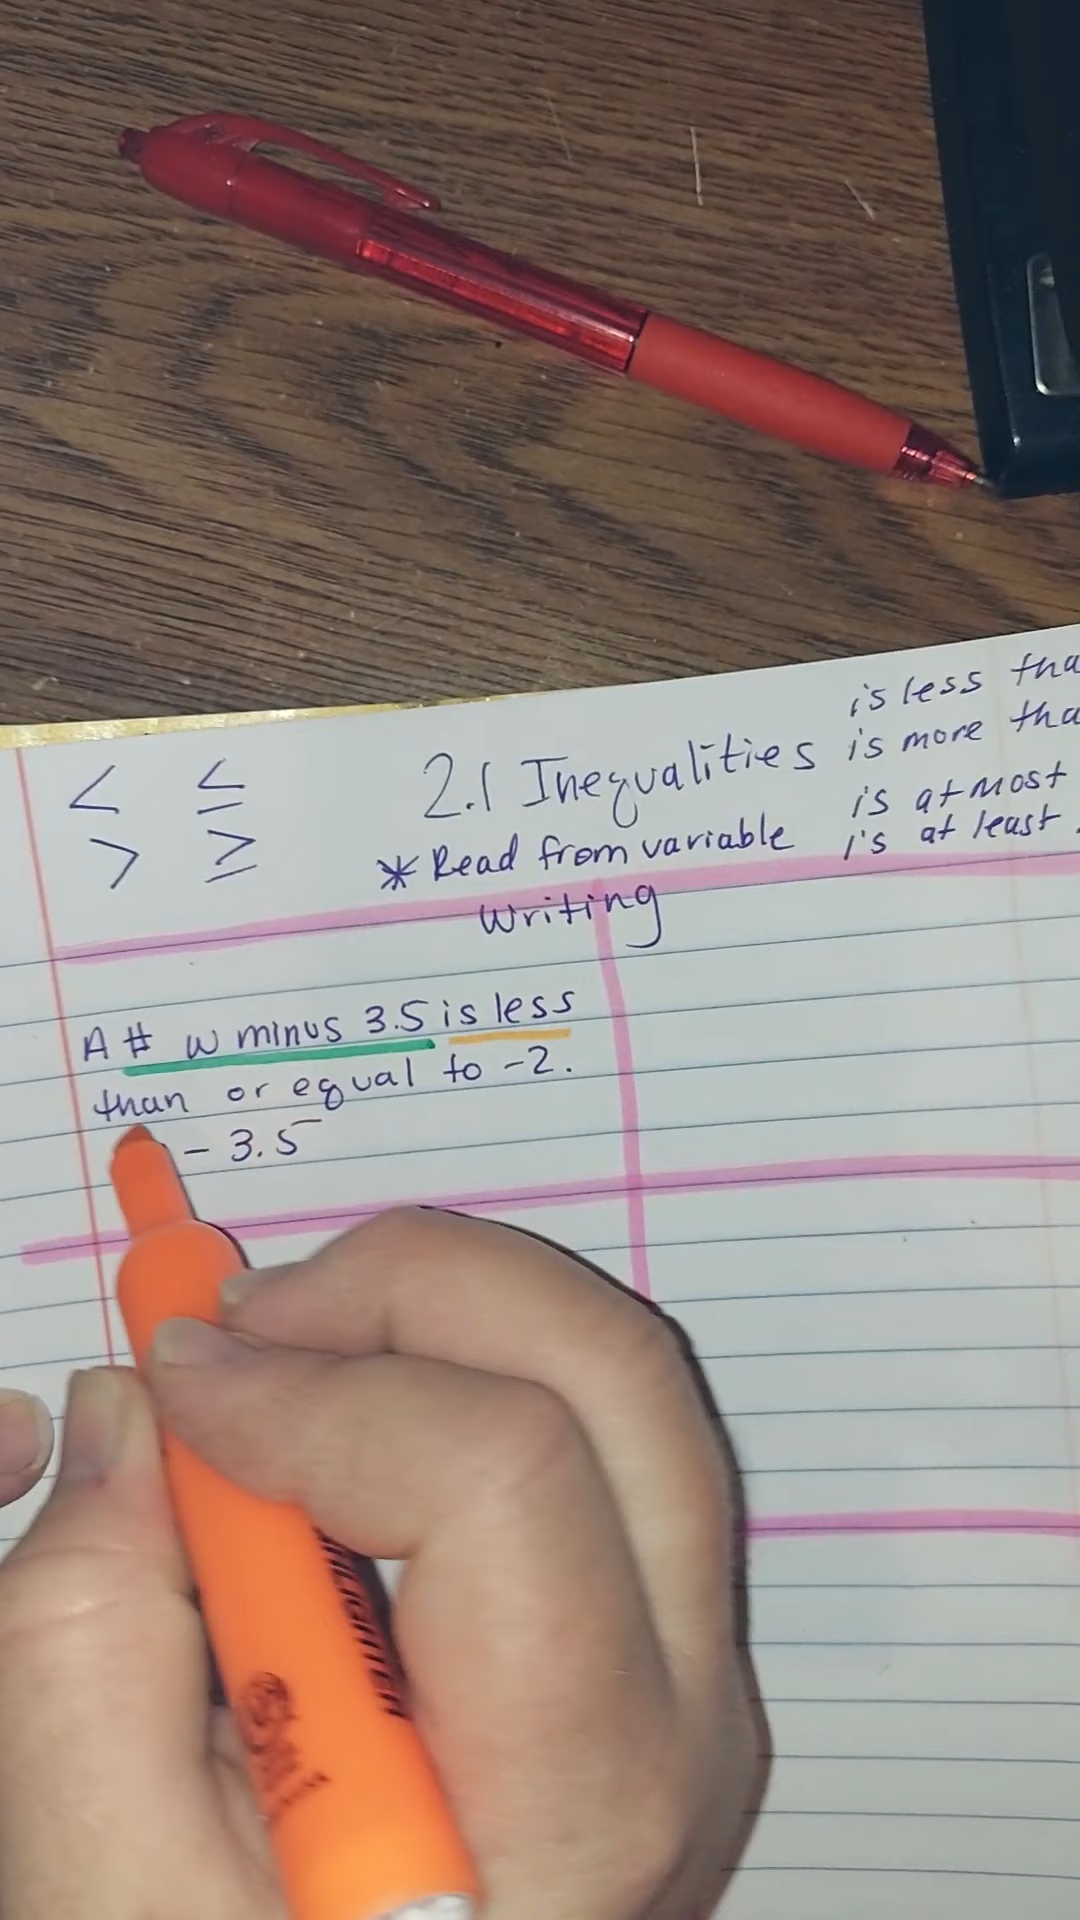 is less
is more
< ≤ 2.1 Inequalities is at most
> ≥ * Read from variable is at least
Writing
A # w minus 3.5 is less
than or equal to -2.
- 3.5